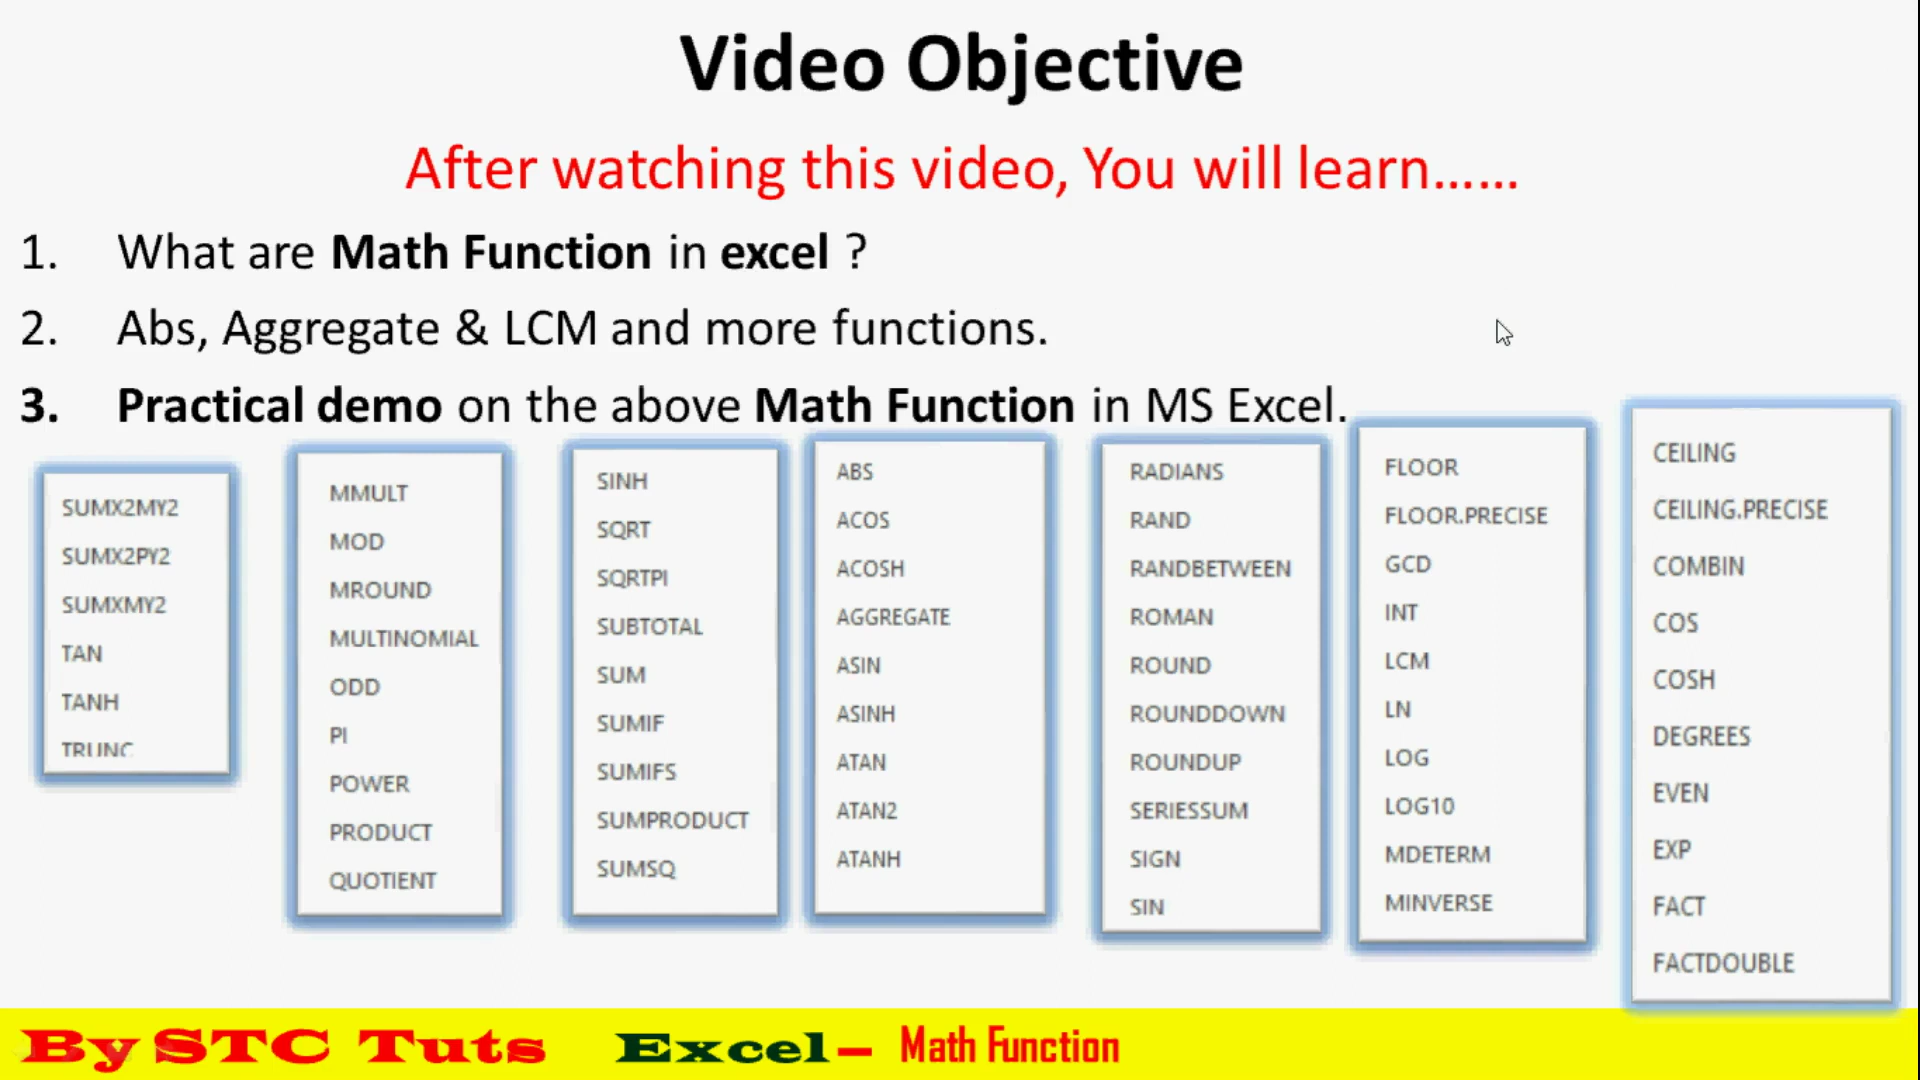 Video Objective
After watching this video, You will learn......
1. What are Math Function in excel ?
2. Abs, Aggregate & LCM and more functions.
3. Practical demo on the above Math Function in MS Excel.
SUMX2MY2
SUMX2PY2
SUMXMY2
TAN
TANH
TRUNC
MMULT
MOD
MROUND
MULTINOMIAL
ODD
PI
POWER
PRODUCT
QUOTIENT
SINH
SQRT
SQRTPI
SUBTOTAL
SUM
SUMIF
SUMIFS
SUMPRODUCT
SUMSQ
ABS
ACOS
ACOSH
AGGREGATE
ASIN
ASINH
ATAN
ATAN2
ATANH
RADIANS
RAND
RANDBETWEEN
ROMAN
ROUND
ROUNDDOWN
ROUNDUP
SERIESSUM
SIGN
SIN
FLOOR
FLOOR.PRECISE
GCD
INT
LCM
LN
LOG
LOG10
MDETERM
MINVERSE
CEILING
CEILING.PRECISE
COMBIN
COS
COSH
DEGREES
EVEN
EXP
FACT
FACTDOUBLE
By STC Tuts Excel– Math Function